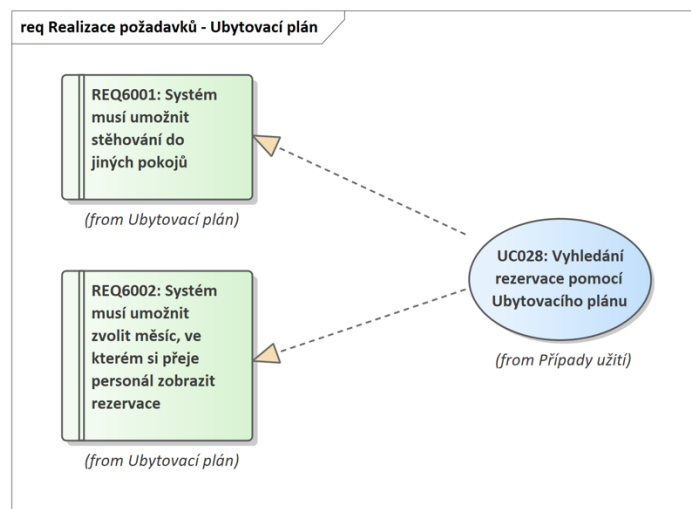 req Realizace požadavků - Ubytovací plán
REQ6001: Systém
musí umožnit
stěhování do
jiných pokojů
(from Ubytovací plán)
REQ6002: Systém
musí umožnit
zvolit měsíc, ve
kterém si přeje
personál zobrazit
rezervace
(from Ubytovací plán)
UC028: Vyhledání
rezervace pomocí
Ubytovacího plánu
(from Případy užití)